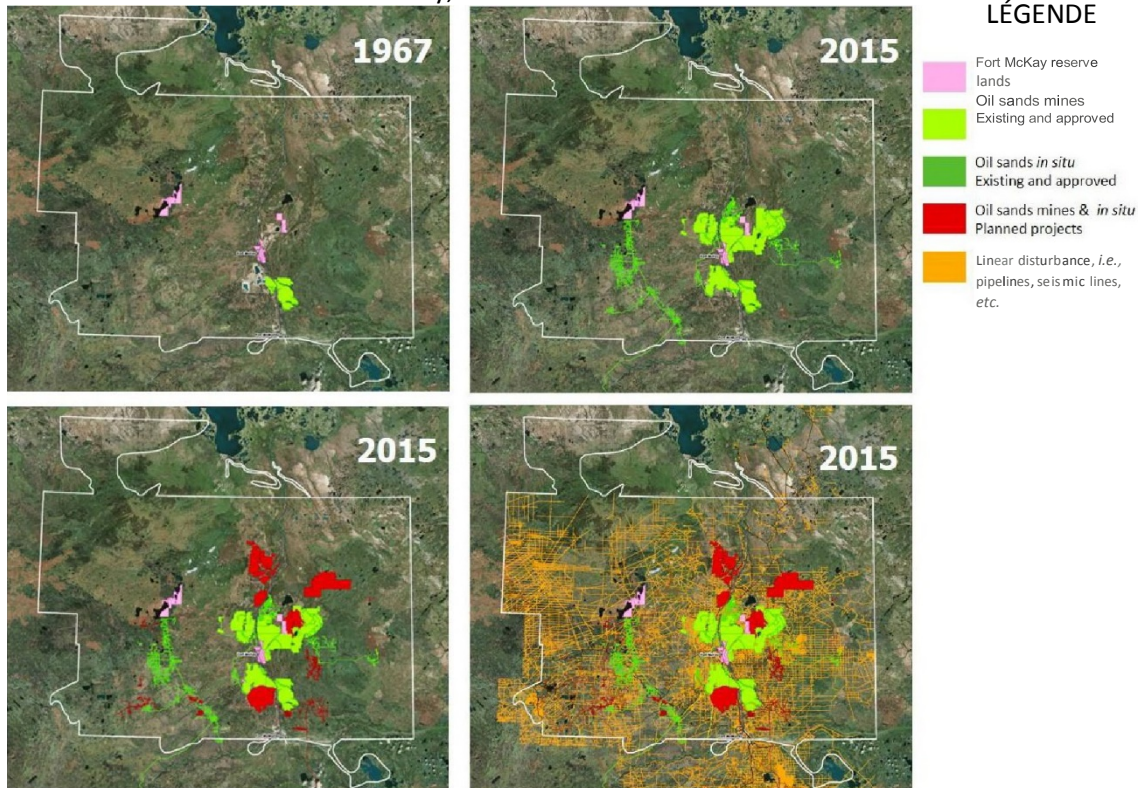 LÉGENDE
1967
2015
Fort McKay reserve
lands
Oil sands mines
Existing and approved
Oil sands in situ
Existing and approved
Oil sands mines & in situ
Planned projects
Linear disturbance, i.e.,
pipelines, seismic lines,
etc.
2015
2015